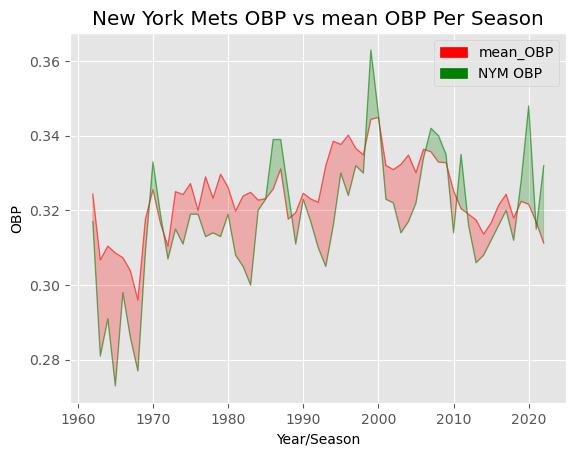 New York Mets OBP vs mean OBP Per Season
mean_OBP
NYM OBP
0.36
0.34
0.32
0.30
0.28
OBP
1960 1970 1980 1990 2000 2010 2020
Year/Season